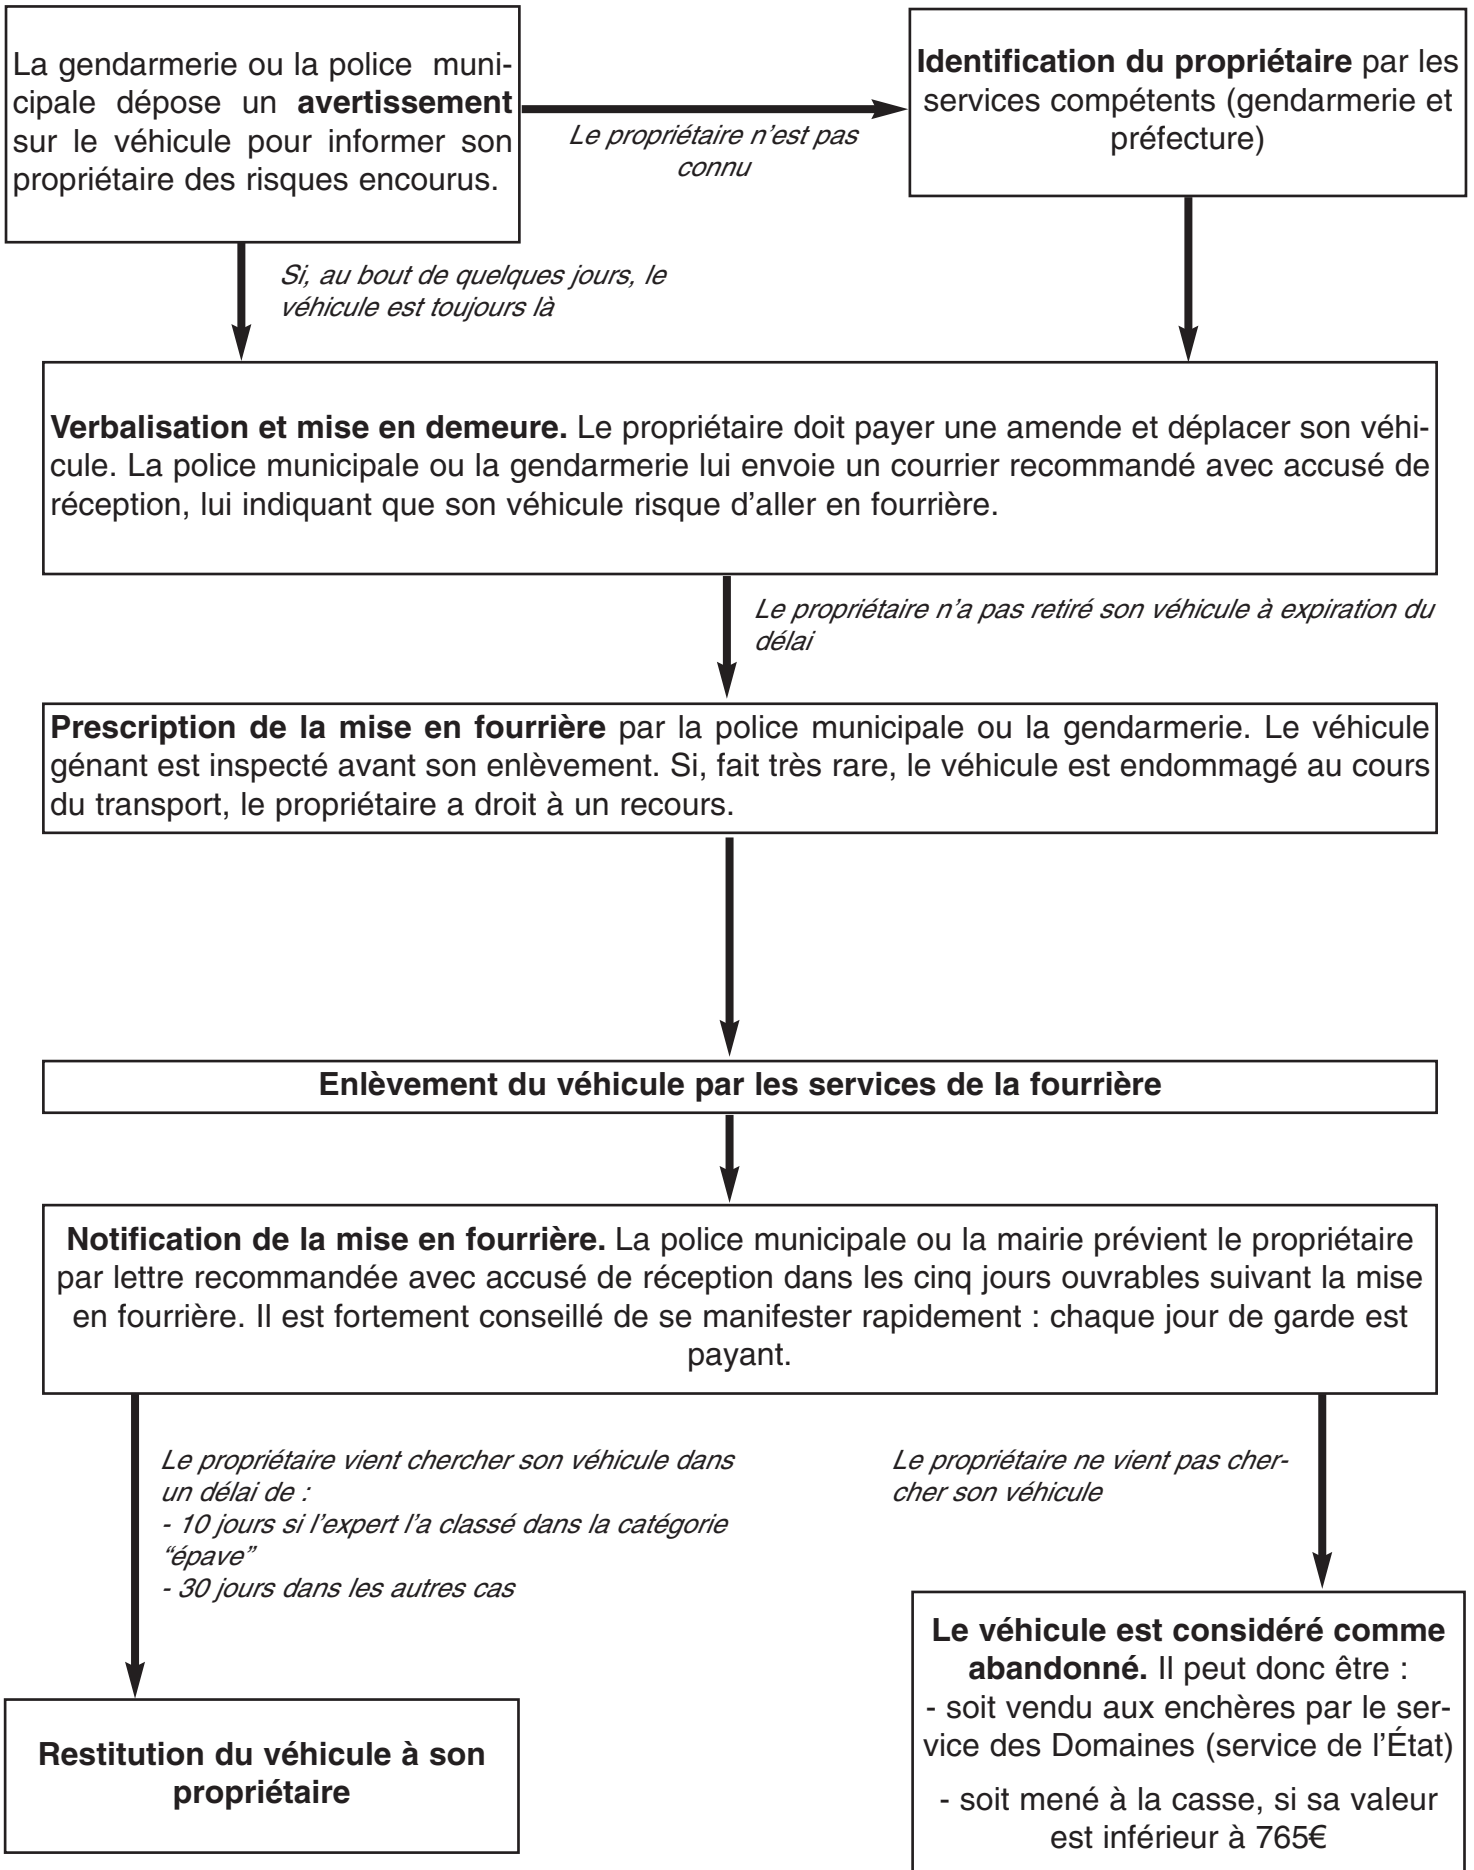 La gendarmerie ou la police muni-
cipale dépose un avertissement
sur le véhicule pour informer son
propriétaire des risques encourus.
Le propriétaire n'est pas
connu
Identification du propriétaire par les
services compétents (gendarmerie et
préfecture)
Si, au bout de quelques jours, le
véhicule est toujours là
Verbalisation et mise en demeure. Le propriétaire doit payer une amende et déplacer son véhi-
cule. La police municipale ou la gendarmerie lui envoie un courrier recommandé avec accusé de
réception, lui indiquant que son véhicule risque d'aller en fourrière.
Le propriétaire n'a pas retiré son véhicule à expiration du
délai
Prescription de la mise en fourrière par la police municipale ou la gendarmerie. Le véhicule
génant est inspecté avant son enlèvement. Si, fait très rare, le véhicule est endommagé au cours
du transport, le propriétaire a droit à un recours.
Enlèvement du véhicule par les services de la fourrière
Notification de la mise en fourrière. La police municipale ou la mairie prévient le propriétaire
par lettre recommandée avec accusé de réception dans les cinq jours ouvrables suivant la mise
en fourrière. Il est fortement conseillé de se manifester rapidement : chaque jour de garde est
payant.
Le propriétaire vient chercher son véhicule dans
un délai de :
- 10 jours si l'expert l'a classé dans la catégorie
“épave”
- 30 jours dans les autres cas
Le propriétaire ne vient pas cher-
cher son véhicule
Restitution du véhicule à son
propriétaire
Le véhicule est considéré comme
abandonné. Il peut donc être :
- soit vendu aux enchères par le ser-
vice des Domaines (service de l'État)
- soit mené à la casse, si sa valeur
est inférieur à 765€